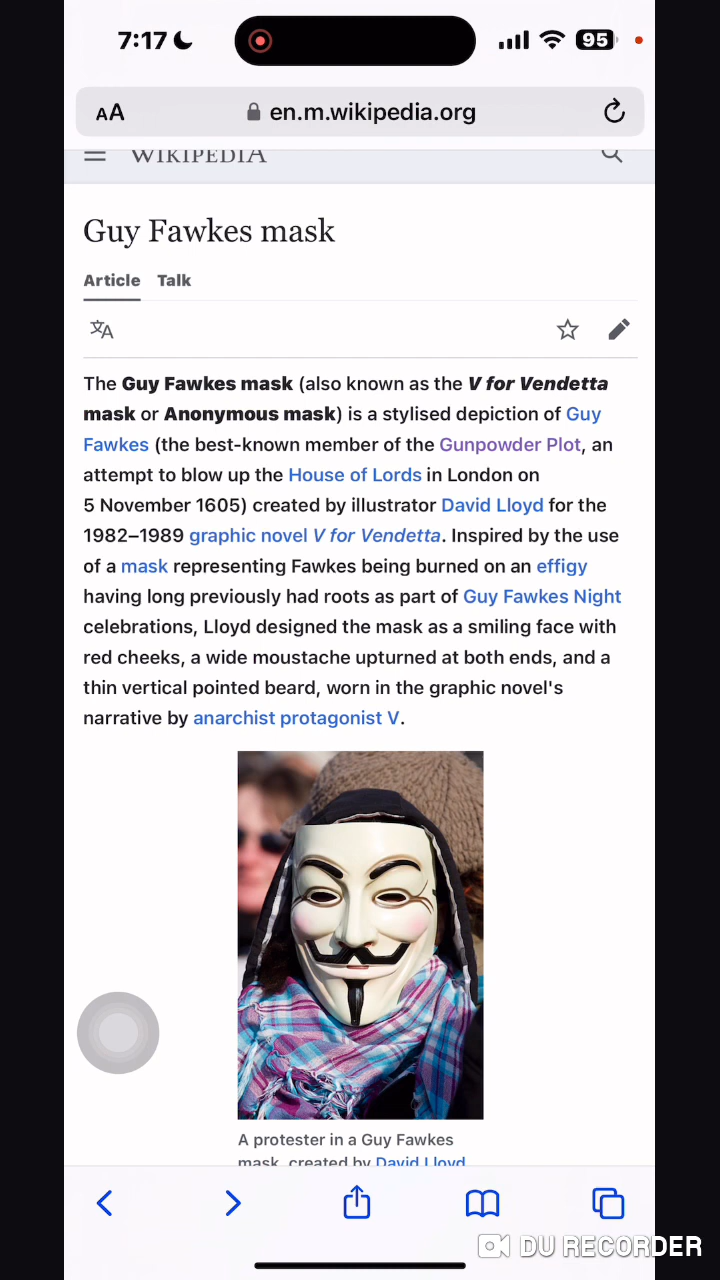 7:17
95
AA
en.m.wikipedia.org
WIKIPEDIA
Guy Fawkes mask
Article Talk
文A
The Guy Fawkes mask (also known as the V for Vendetta
mask or Anonymous mask) is a stylised depiction of Guy
Fawkes (the best-known member of the Gunpowder Plot, an
attempt to blow up the House of Lords in London on
5 November 1605) created by illustrator David Lloyd for the
1982–1989 graphic novel V for Vendetta. Inspired by the use
of a mask representing Fawkes being burned on an effigy
having long previously had roots as part of Guy Fawkes Night
celebrations, Lloyd designed the mask as a smiling face with
red cheeks, a wide moustache upturned at both ends, and a
thin vertical pointed beard, worn in the graphic novel's
narrative by anarchist protagonist V.
A protester in a Guy Fawkes
mask, created by David Lloyd
DU RECORDER